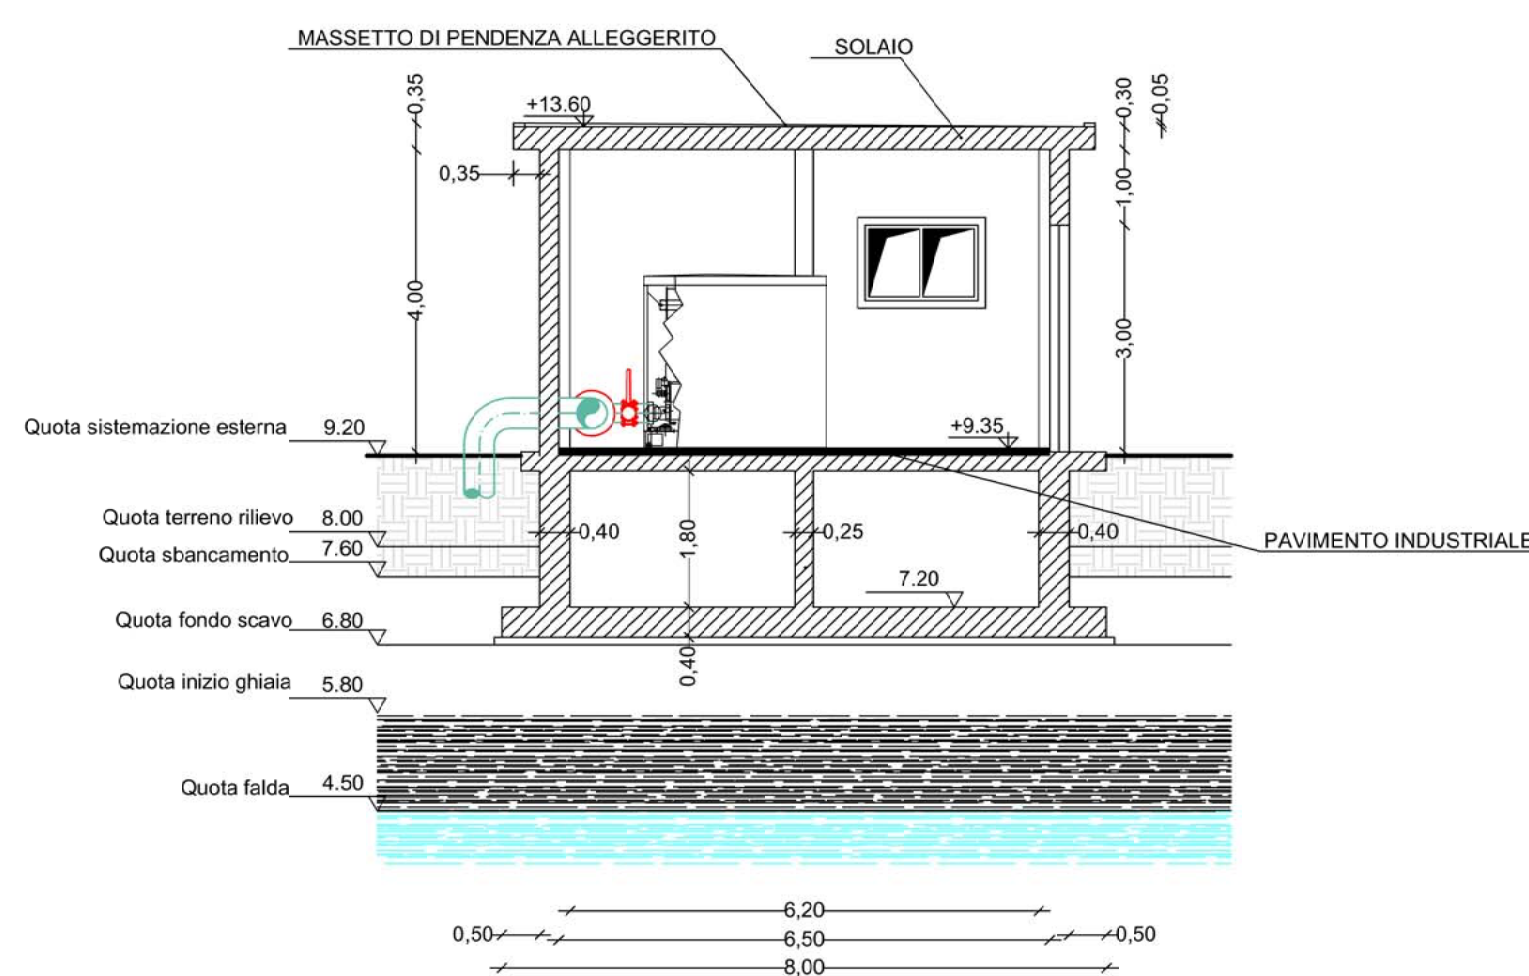 MASSETTO DI PENDENZA ALLEGGERITO
SOLAIO
0,35
+13.60
0,30
0,05
0,35
1,00
4,00
3,00
Quota sistemazione esterna 9.20
+9.35
Quota terreno rilievo 8.00
0,40
1,80
0,25
0,40
PAVIMENTO INDUSTRIALE
Quota sbancamento 7.60
7.20
Quota fondo scavo 6.80
0,40
Quota inizio ghiaia 5.80
Quota falda 4.50
6,20
0,50
6,50
0,50
8,00